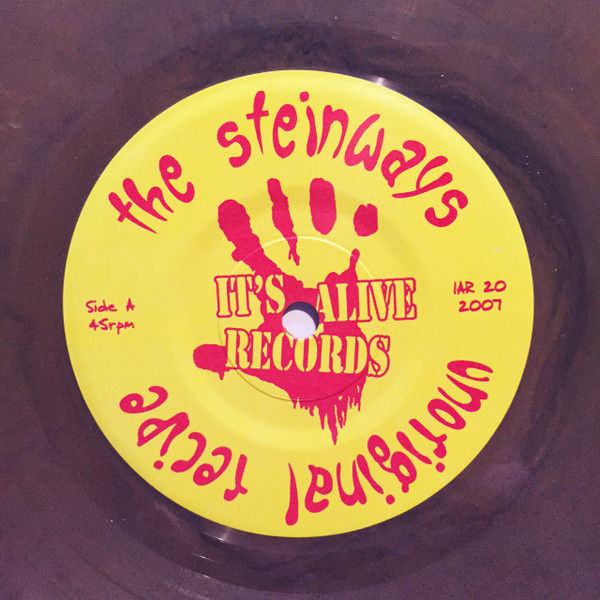 the steinways
IT'S ALIVE
RECORDS
Side A
45rpm
IAR 20
2007
unoriginal recipe